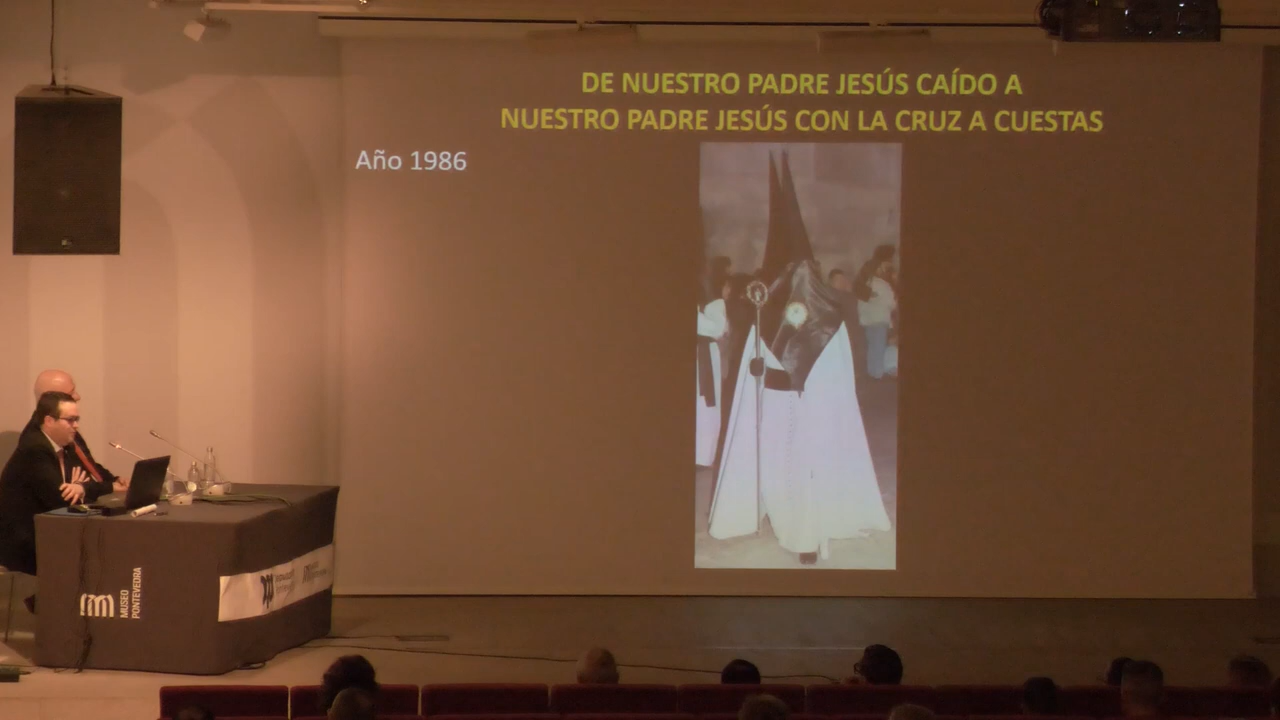 DE NUESTRO PADRE JESÚS CAÍDO A
NUESTRO PADRE JESÚS CON LA CRUZ A CUESTAS
Año 1986
MUSEO
PONTEVEDRA